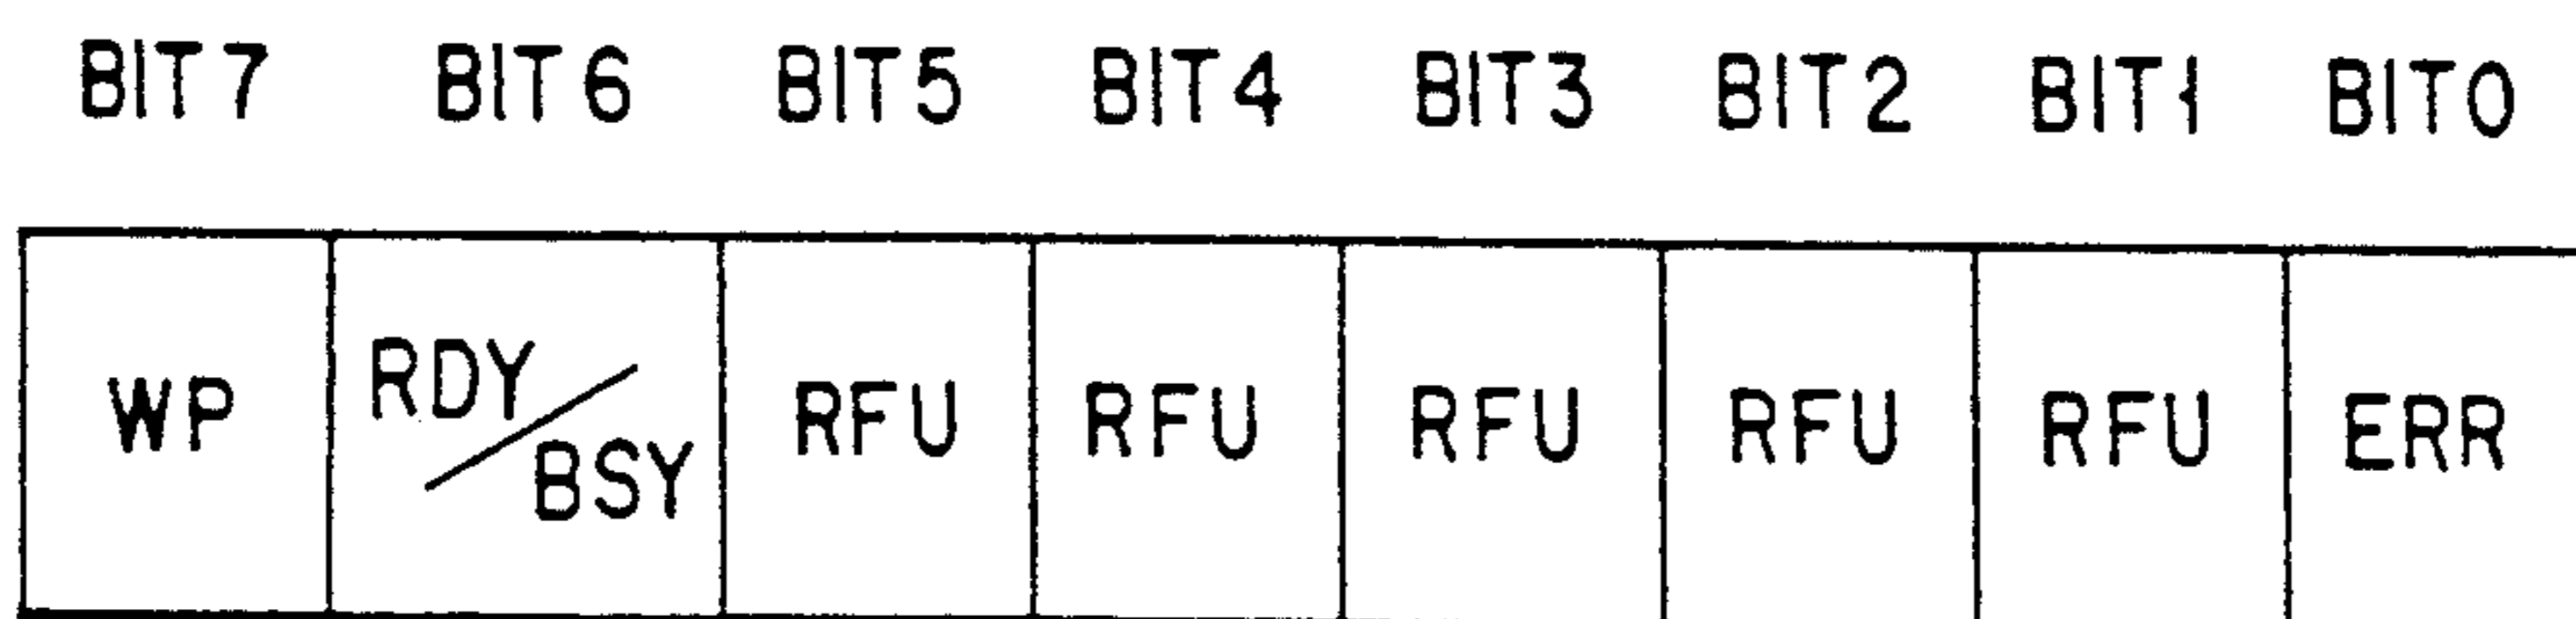 BIT7 BIT6 BIT5 BIT4 BIT3 BIT2 BIT1 BIT0
WP RDY/BSY RFU RFU RFU RFU RFU ERR